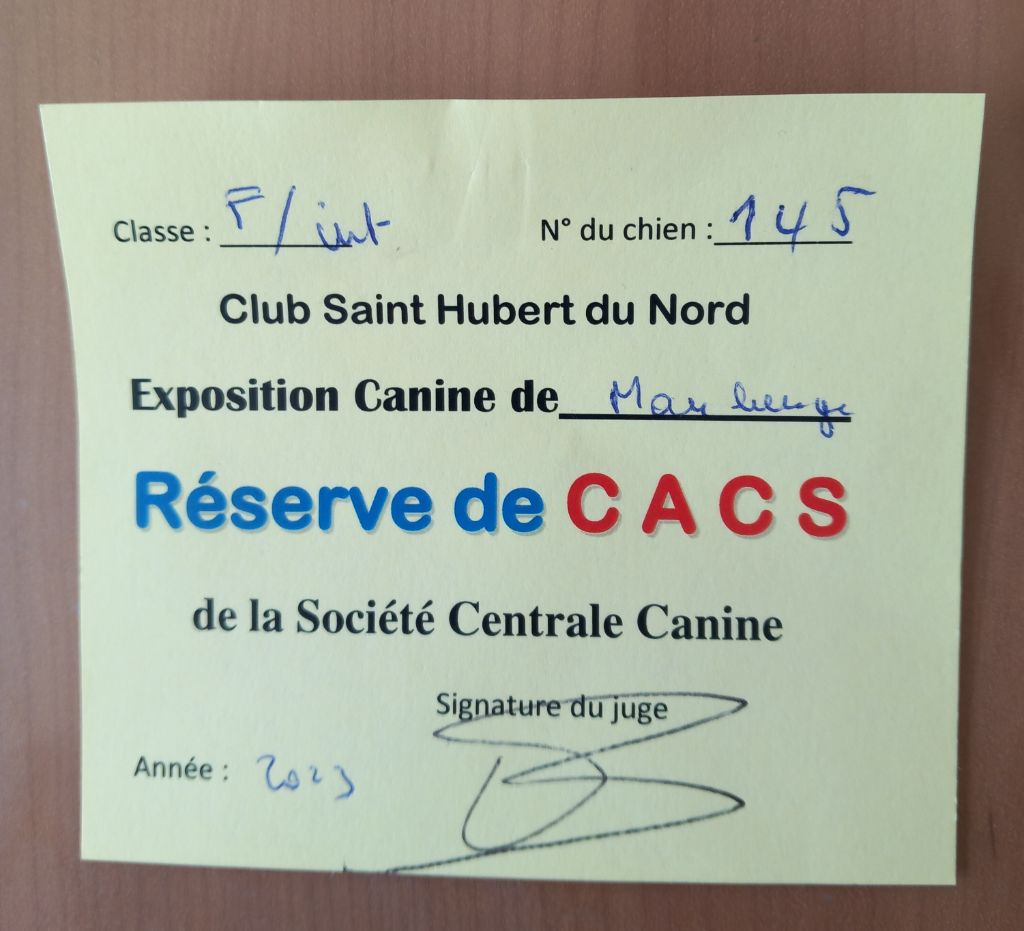 Classe : F/int N° du chien : 145
Club Saint Hubert du Nord
Exposition Canine de Maubeuge
Réserve de CACS
de la Société Centrale Canine
Signature du juge
Année : 2023